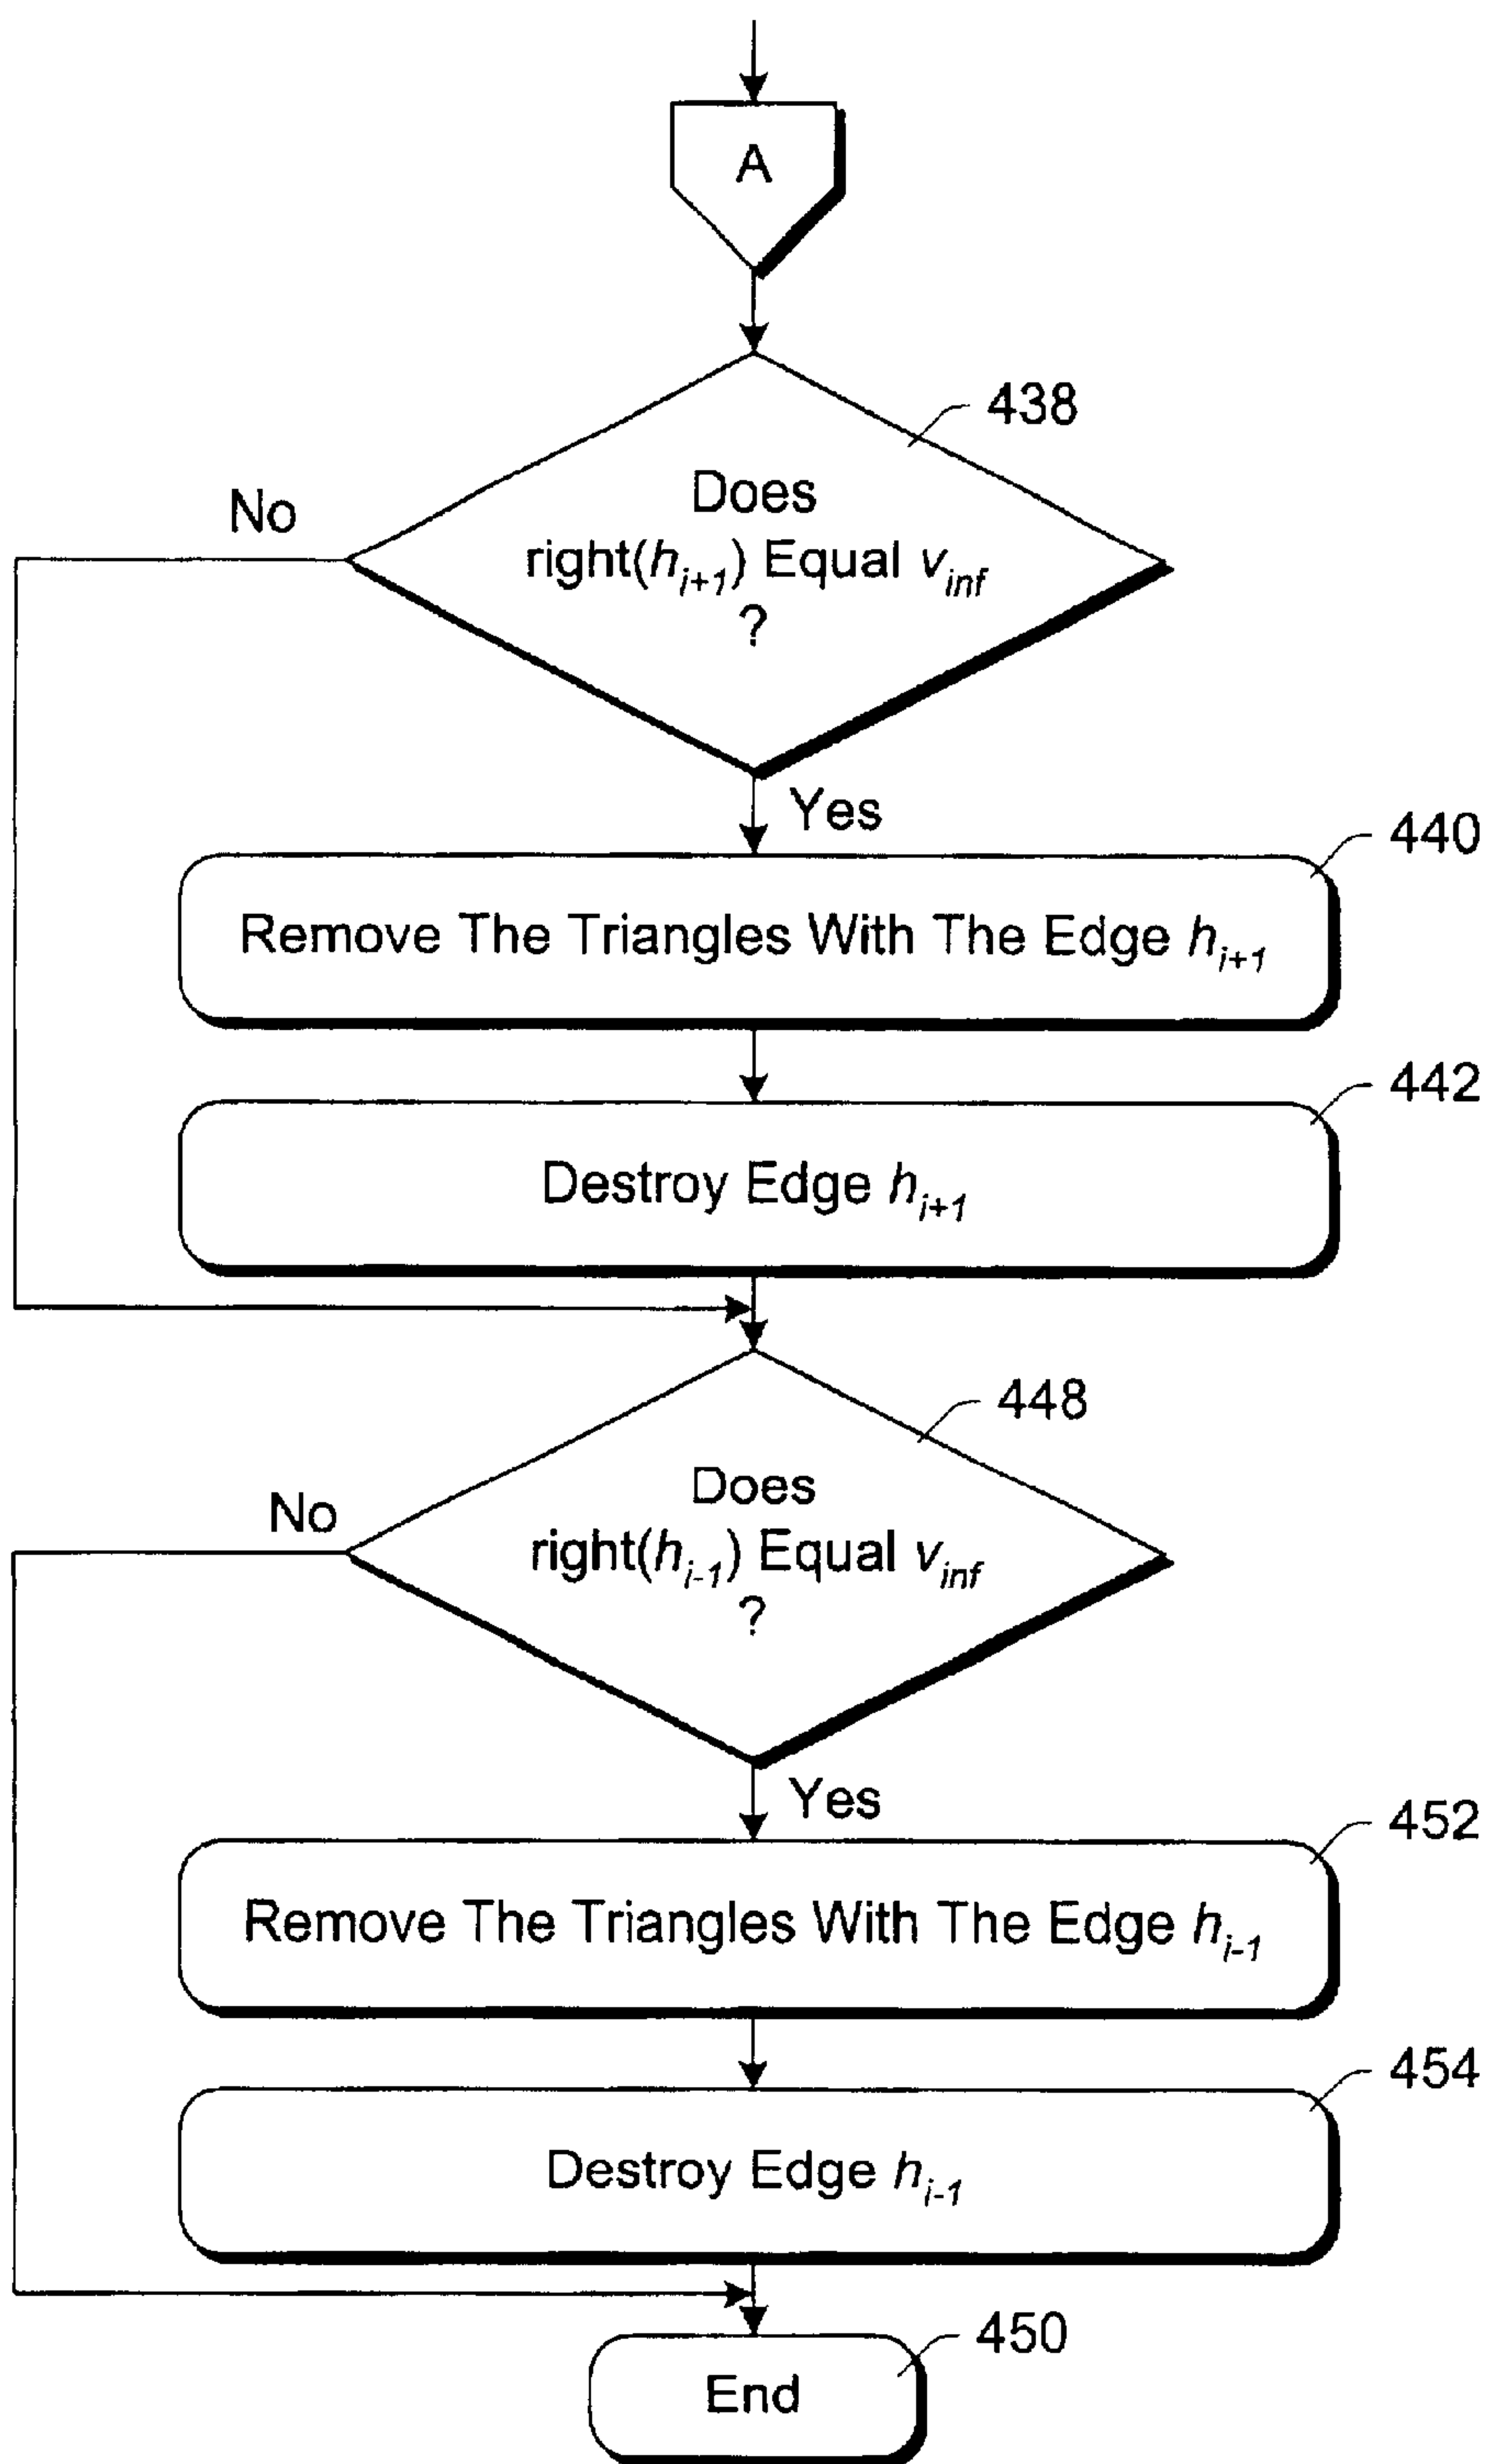 A
438
Does
No
right(h_{i+1}) Equal v_{inf}
?
Yes
440
Remove The Triangles With The Edge h_{i+1}
442
Destroy Edge h_{i+1}
448
Does
No
right(h_{i-1}) Equal v_{inf}
?
Yes
452
Remove The Triangles With The Edge h_{i-1}
454
Destroy Edge h_{i-1}
450
End